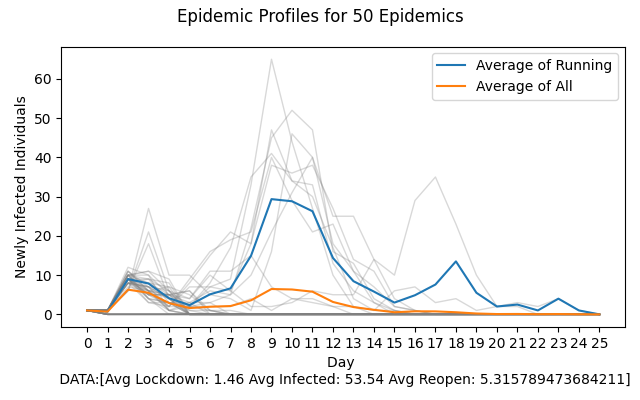 Epidemic Profiles for 50 Epidemics
Average of Running
Average of All
Newly Infected Individuals
60
50
40
30
20
10
0
0 1 2 3 4 5 6 7 8 9 10 11 12 13 14 15 16 17 18 19 20 21 22 23 24 25
Day
DATA:[Avg Lockdown: 1.46 Avg Infected: 53.54 Avg Reopen: 5.315789473684211]